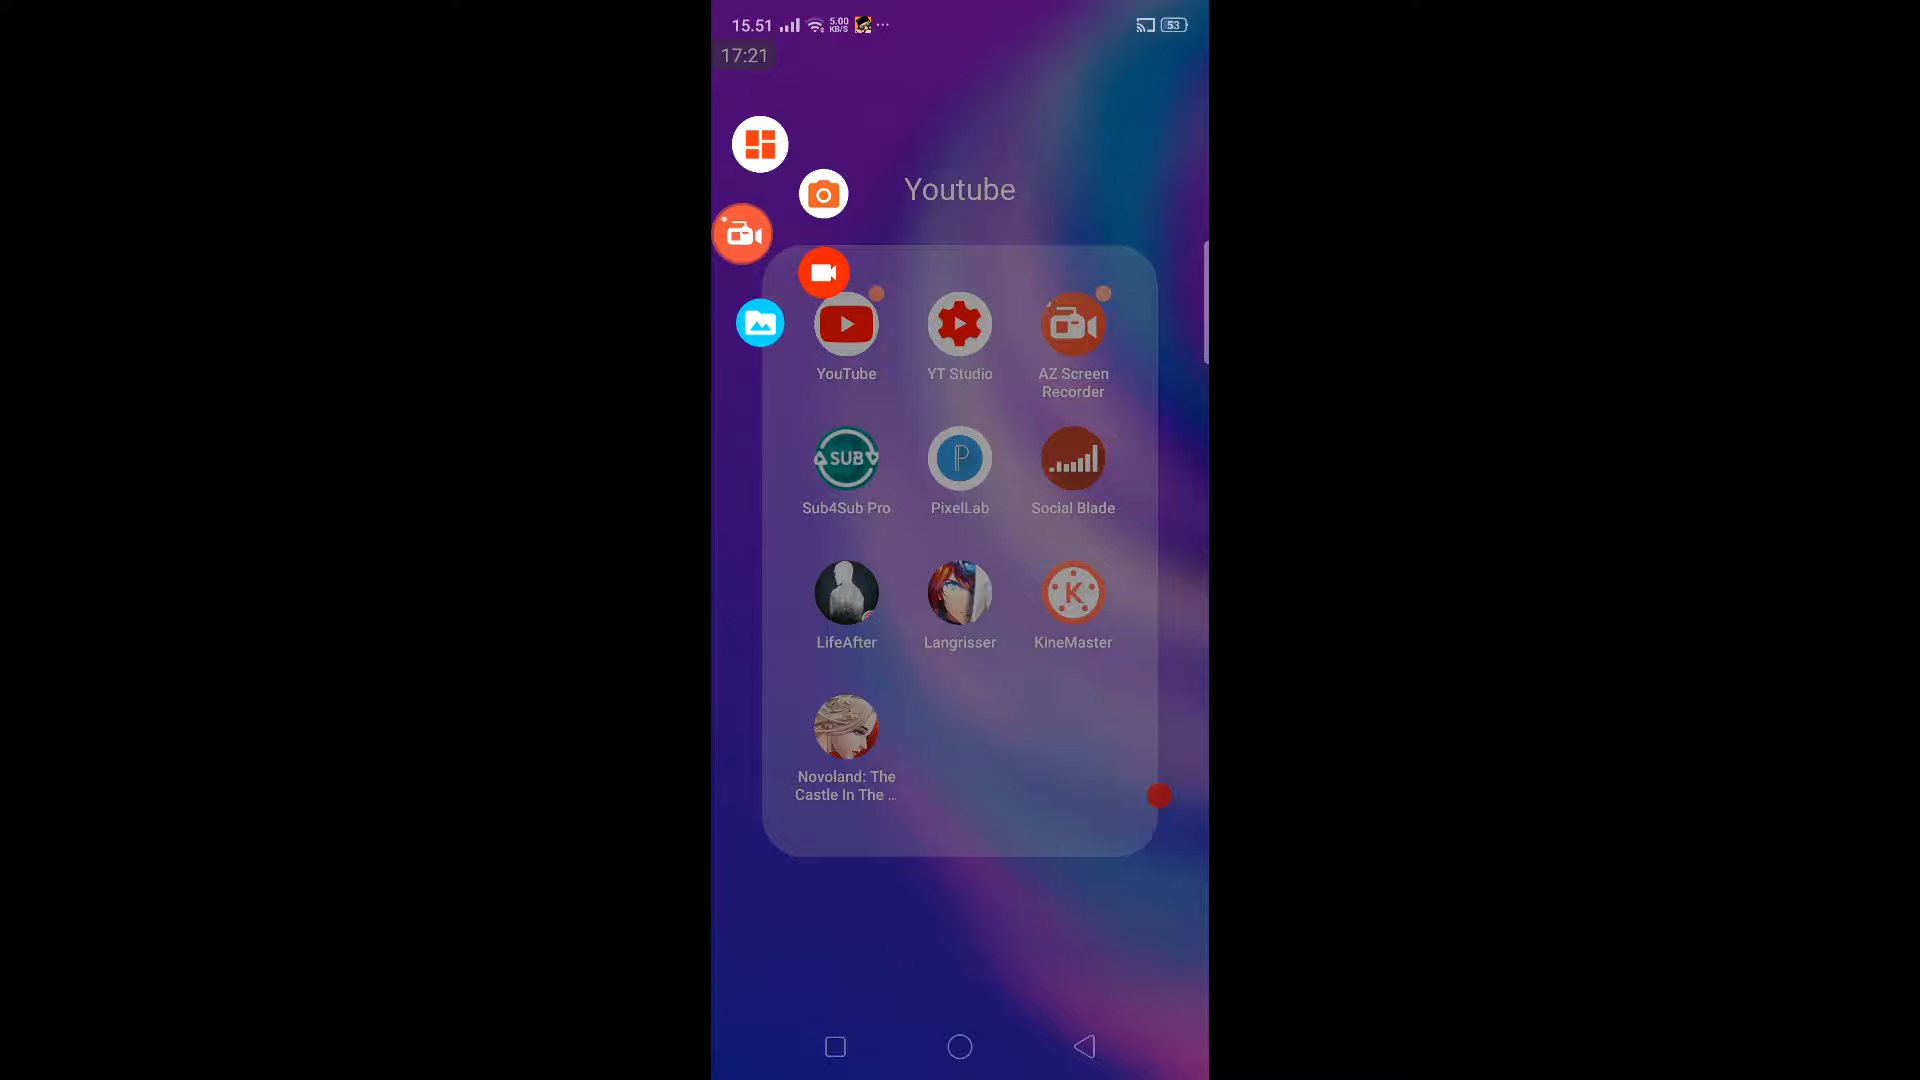 15.51 5.00 KB/S ... 53
17:21
Youtube
YouTube YT Studio AZ Screen Recorder
SUB
P
Sub4Sub Pro PixelLab Social Blade
K
LifeAfter Langrisser KineMaster
Novoland: The
Castle In The ..